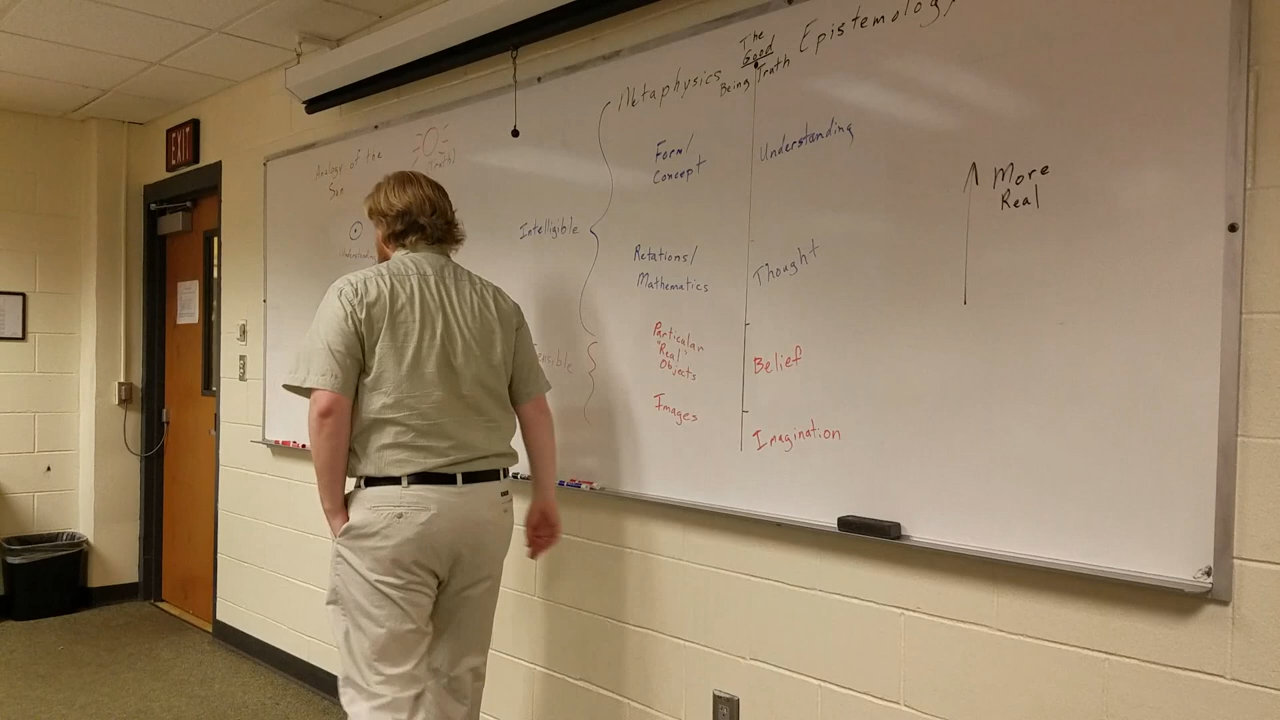 EXIT
Analogy of the
Sun
Truth
Understanding
The
Good
Being Truth
Metaphysics
Epistemology
Form/
Concept
Understanding
Intelligible
Relations/
Mathematics
Thought
Particular
"Real"
Objects
Belief
Images
Imagination
More
Real